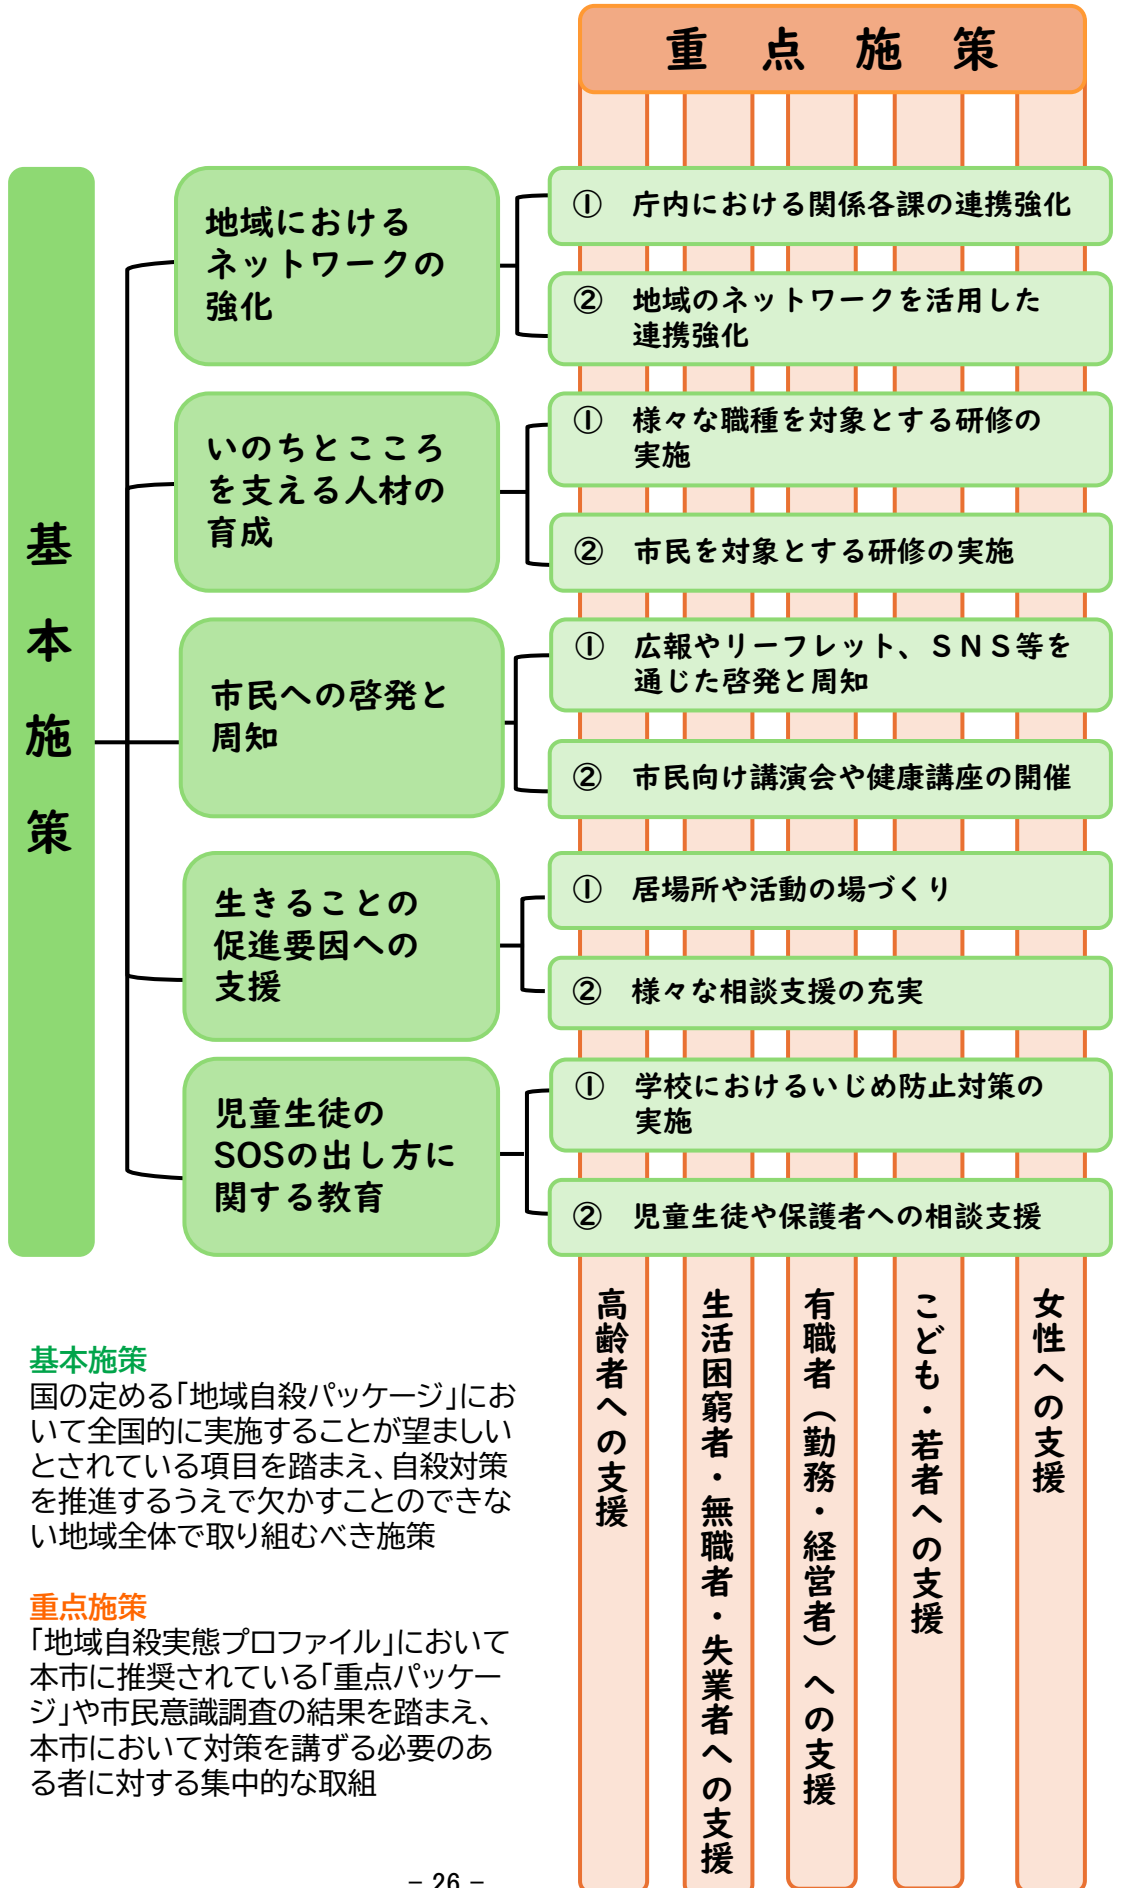 重点施策
基本施策
地域における
ネットワークの
強化
① 庁内における関係各課の連携強化
② 地域のネットワークを活用した
連携強化
いのちとこころ
を支える人材の
育成
① 様々な職種を対象とする研修の
実施
② 市民を対象とする研修の実施
市民への啓発と
周知
① 広報やリーフレット、ＳＮＳ等を
通じた啓発と周知
② 市民向け講演会や健康講座の開催
生きることの
促進要因への
支援
① 居場所や活動の場づくり
② 様々な相談支援の充実
児童生徒の
SOSの出し方に
関する教育
① 学校におけるいじめ防止対策の
実施
② 児童生徒や保護者への相談支援
高齢者への支援
生活困窮者・無職者・失業者への支援
有職者（勤務・経営者）への支援
こども・若者への支援
女性への支援
基本施策
国の定める「地域自殺パッケージ」にお
いて全国的に実施することが望ましい
とされている項目を踏まえ、自殺対策
を推進するうえで欠かすことのできな
い地域全体で取り組むべき施策
重点施策
「地域自殺実態プロファイル」において
本市に推奨されている「重点パッケー
ジ」や市民意識調査の結果を踏まえ、
本市において対策を講ずる必要のあ
る者に対する集中的な取組
- 26 -